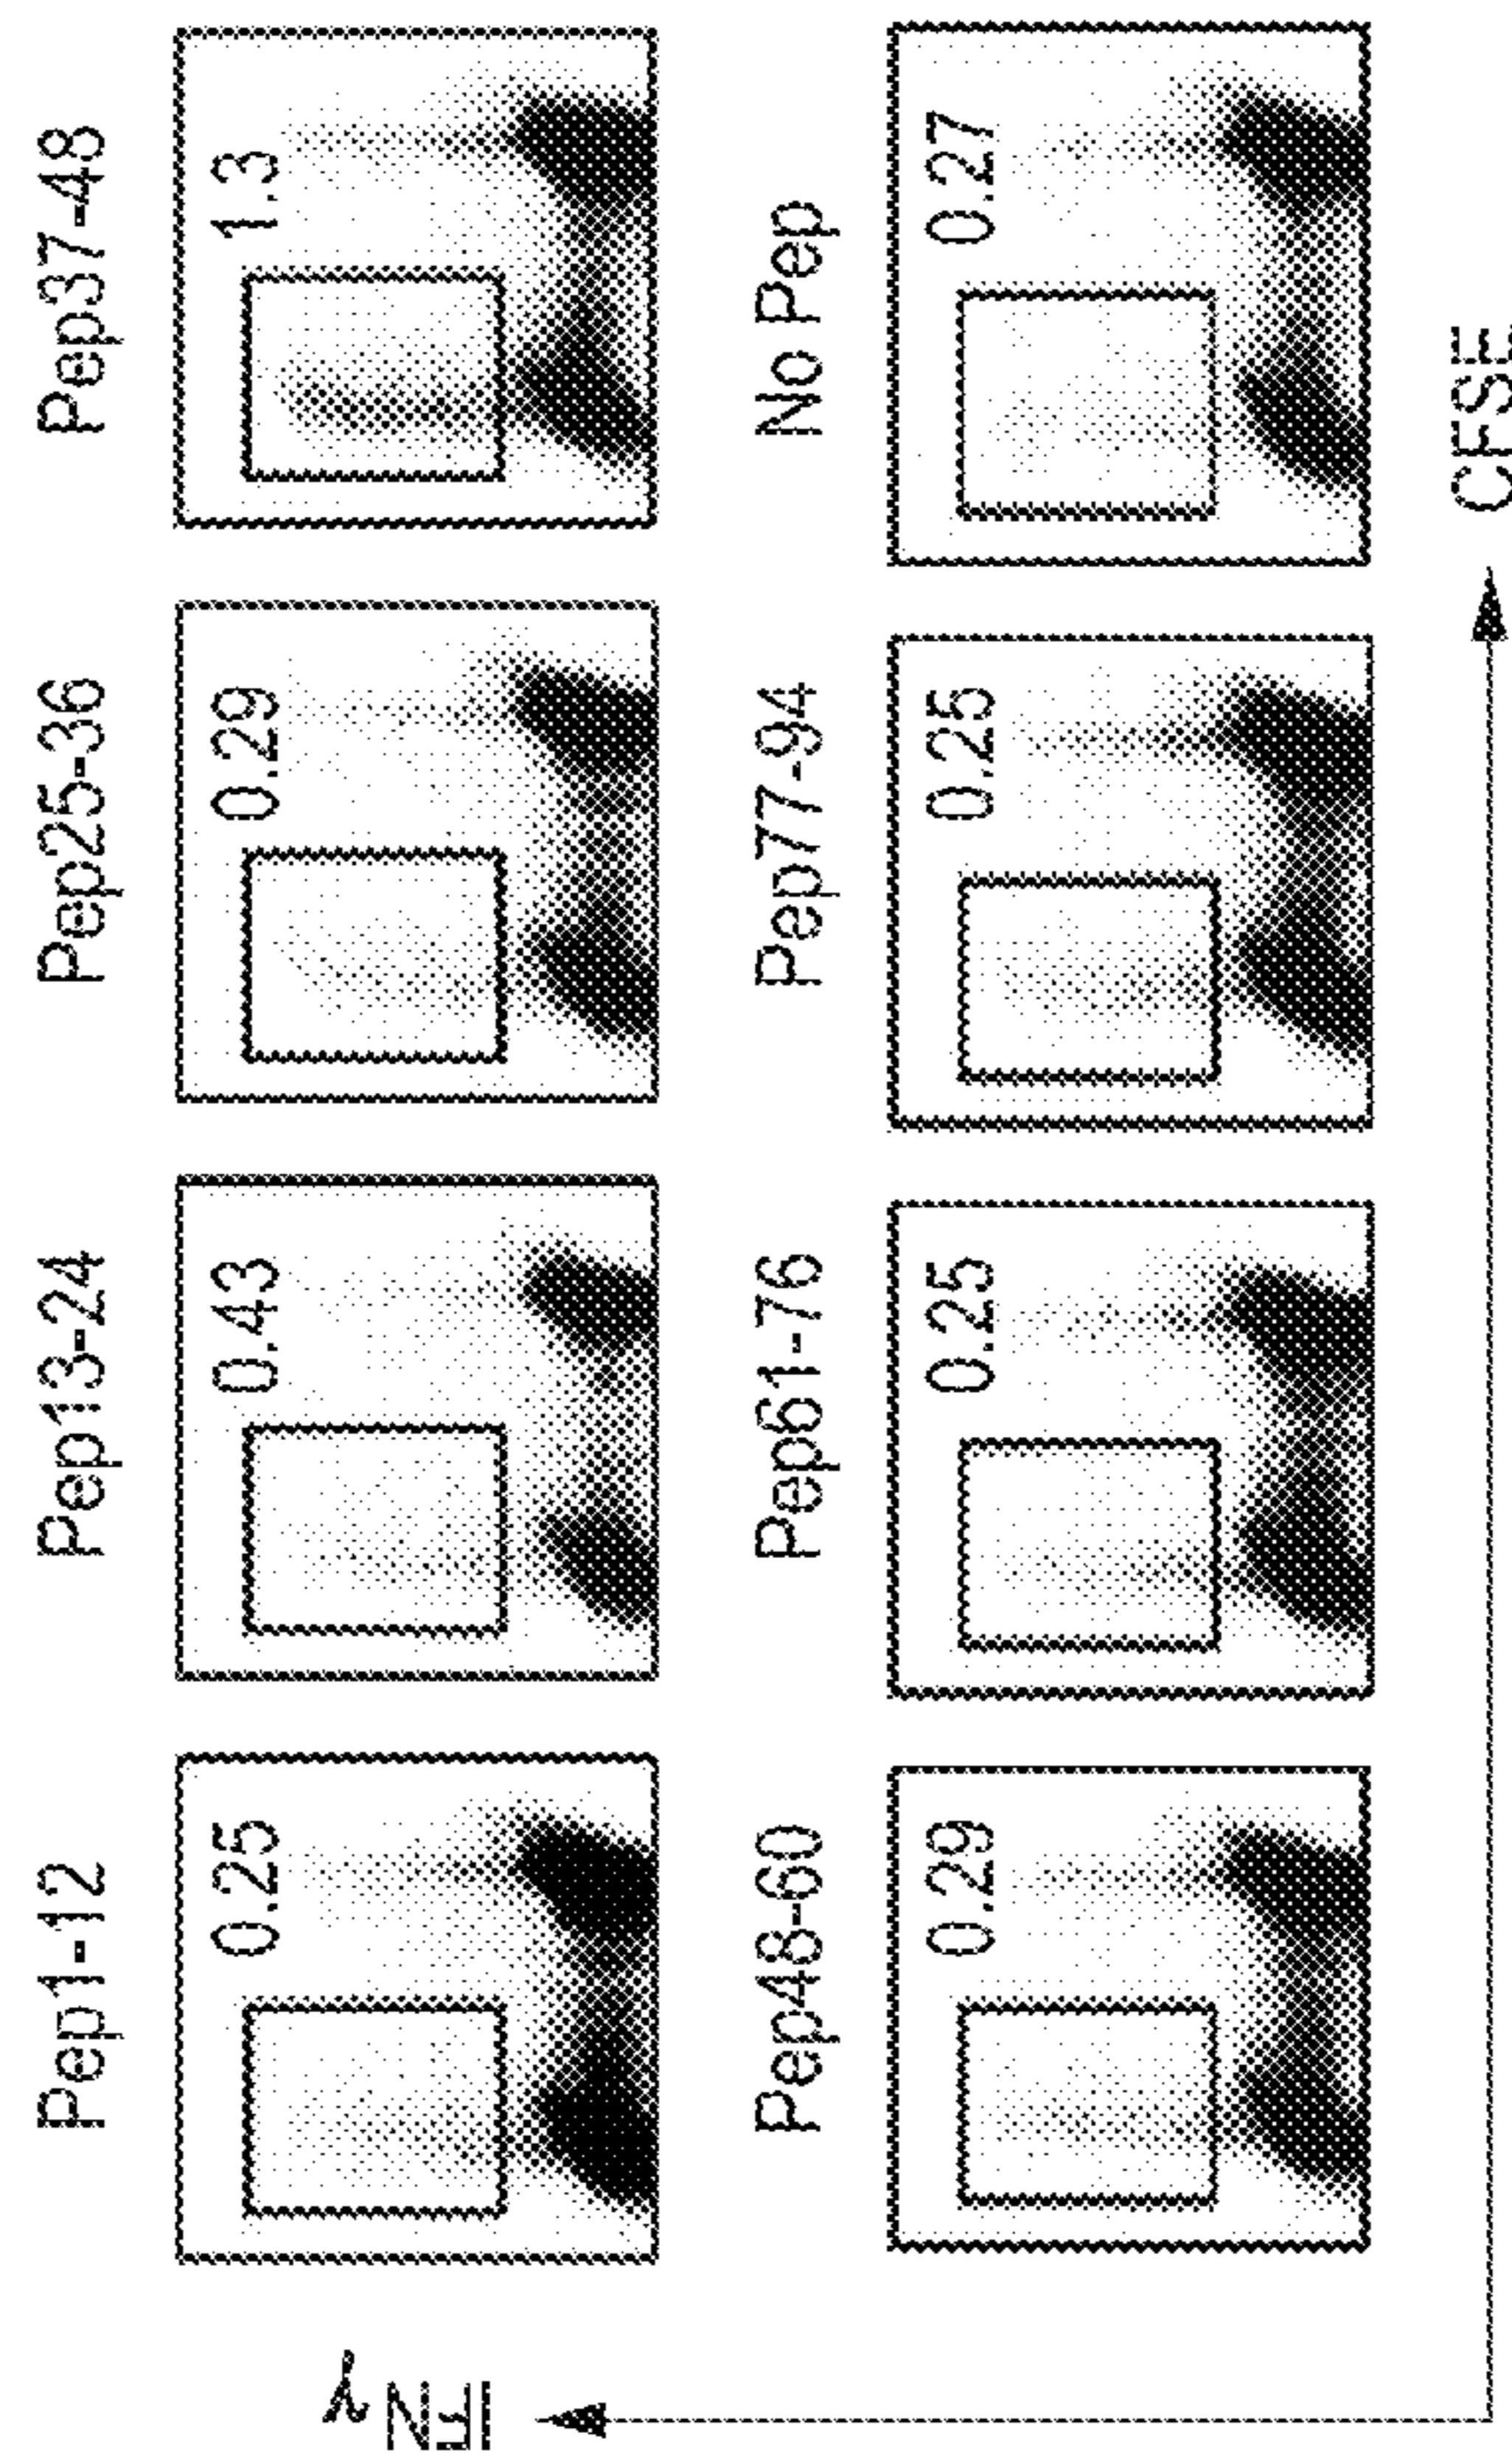 Pep1-12
Pep13-24
Pep25-36
Pep37-48
0.25
0.43
0.29
1.3
Pep48-60
Pep61-76
Pep77-94
No Pep
0.29
0.25
0.25
0.27
IFN γ
CFSE